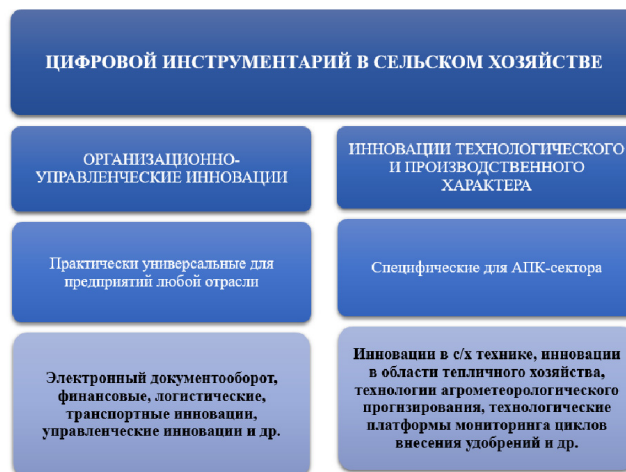 ЦИФРОВОЙ ИНСТРУМЕНТАРИЙ В СЕЛЬСКОМ ХОЗЯЙСТВЕ
ОРГАНИЗАЦИОННО-
УПРАВЛЕНЧЕСКИЕ ИННОВАЦИИ
Практически универсальные для
предприятий любой отрасли
Электронный документооборот,
финансовые, логистические,
транспортные инновации,
управленческие инновации и др.
ИННОВАЦИИ ТЕХНОЛОГИЧЕСКОГО
И ПРОИЗВОДСТВЕННОГО
ХАРАКТЕРА
Специфические для АПК-сектора
Инновации в с/х технике, инновации
в области тепличного хозяйства,
технологии агрометеорологического
прогизирования, технологические
платформы мониторинга циклов
внесения удобрений и др.